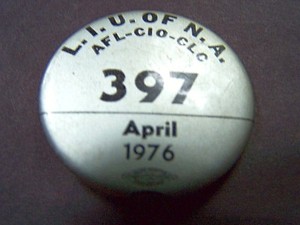 L.I.U. OF N.A.
AFL-CIO-CLC
397
April
1976